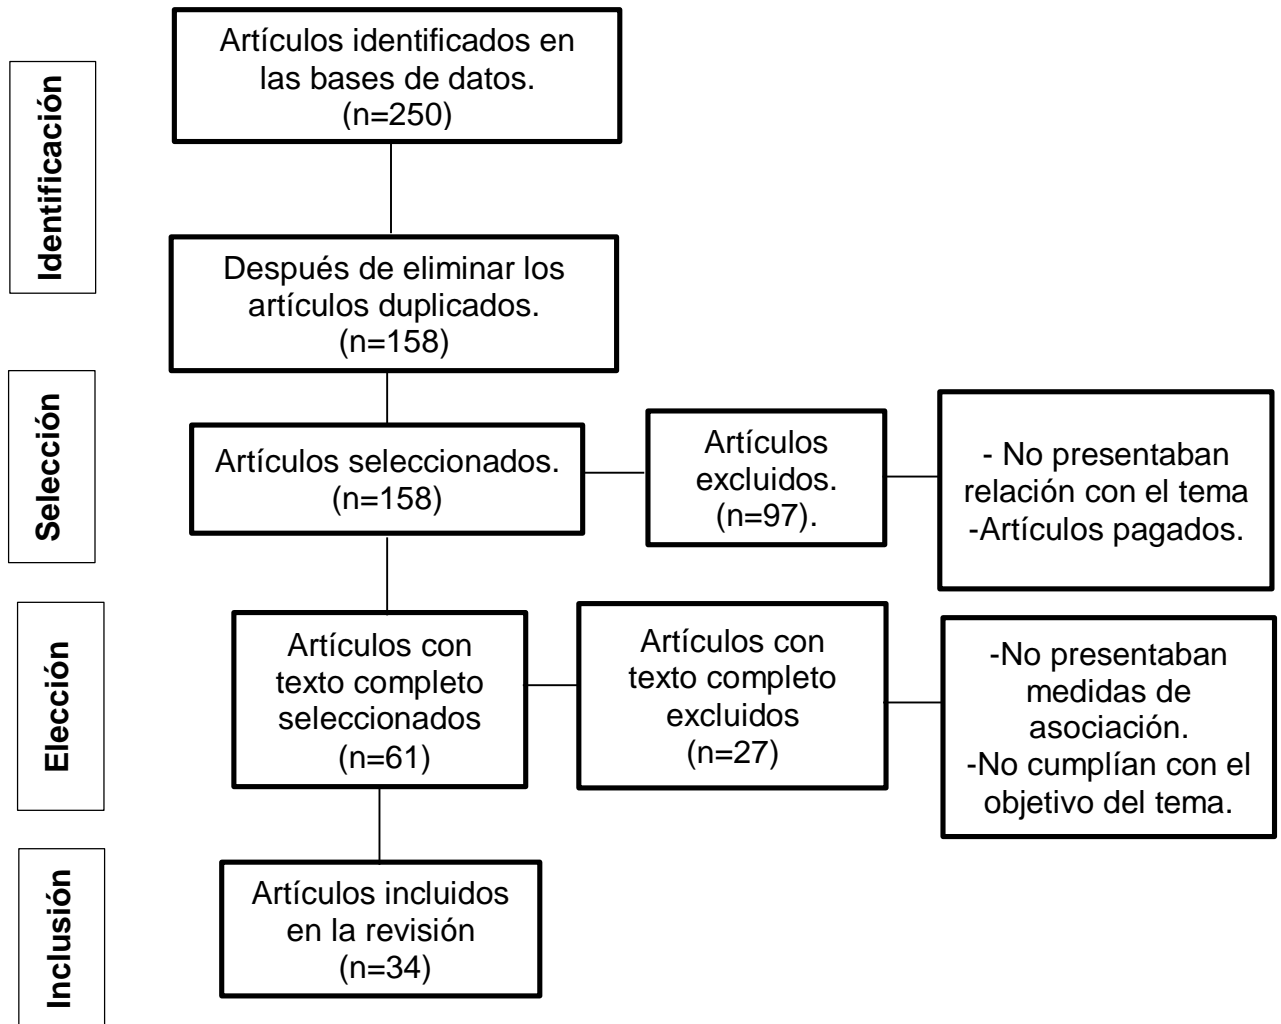 Identificación
Artículos identificados en
las bases de datos.
(n=250)
Después de eliminar los
artículos duplicados.
(n=158)
Selección
Artículos seleccionados.
(n=158)
Artículos
excluidos.
(n=97).
- No presentaban
relación con el tema
-Artículos pagados.
Elección
Artículos con
texto completo
seleccionados
(n=61)
Artículos con
texto completo
excluidos
(n=27)
-No presentaban
medidas de
asociación.
-No cumplían con el
objetivo del tema.
Inclusión
Artículos incluidos
en la revisión
(n=34)